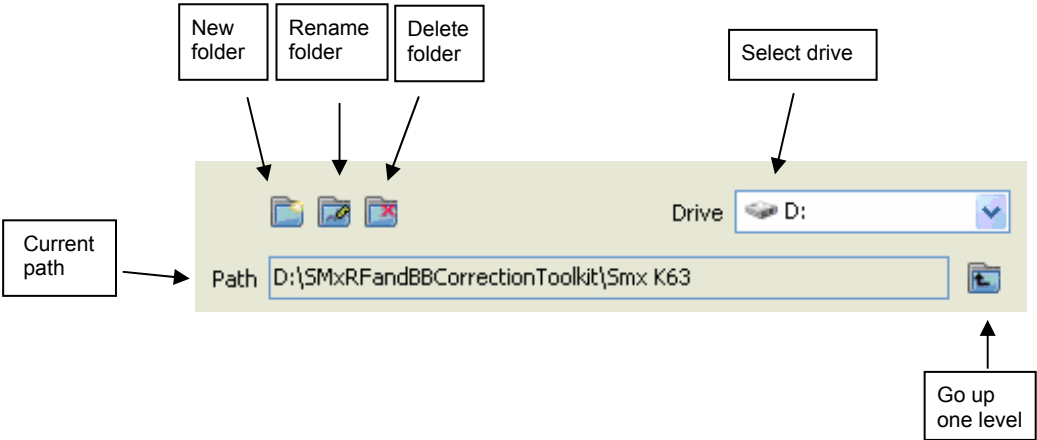 New
folder
Rename
folder
Delete
folder
Select drive
Drive
D:
Current
path
Path
D:\SMxRFandBBCorrectionToolkit\Smx K63
Go up
one level